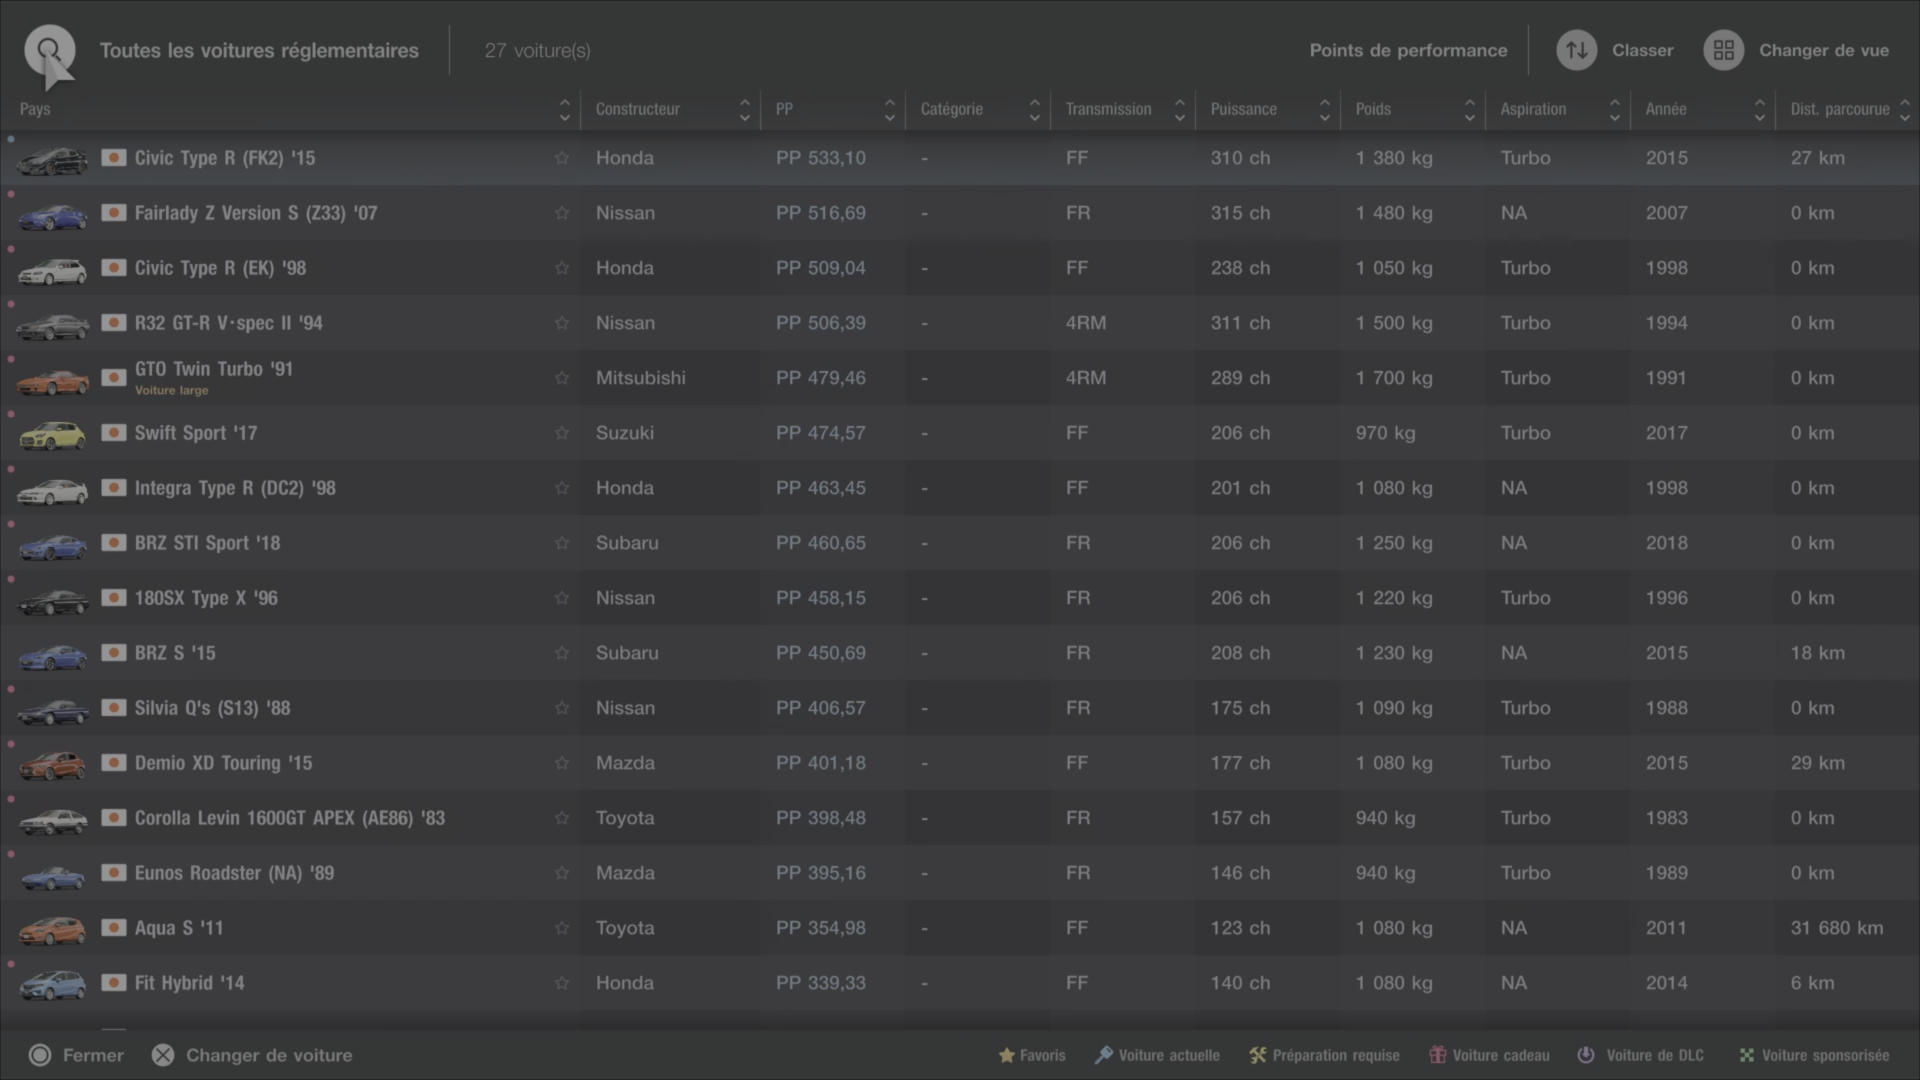 Toutes les voitures réglementaires 27 voiture(s) Points de performance Classer Changer de vue
Pays Constructeur PP Catégorie Transmission Puissance Poids Aspiration Année Dist. parcourue
Civic Type R (FK2) '15 Honda PP 533,10 - FF 310 ch 1 380 kg Turbo 2015 27 km
Fairlady Z Version S (Z33) '07 Nissan PP 516,69 - FR 315 ch 1 480 kg NA 2007 0 km
Civic Type R (EK) '98 Honda PP 509,04 - FF 238 ch 1 050 kg Turbo 1998 0 km
R32 GT-R V·spec II '94 Nissan PP 506,39 - 4RM 311 ch 1 500 kg Turbo 1994 0 km
GTO Twin Turbo '91 Mitsubishi PP 479,46 - 4RM 289 ch 1 700 kg Turbo 1991 0 km
Voiture large
Swift Sport '17 Suzuki PP 474,57 - FF 206 ch 970 kg Turbo 2017 0 km
Integra Type R (DC2) '98 Honda PP 463,45 - FF 201 ch 1 080 kg NA 1998 0 km
BRZ STI Sport '18 Subaru PP 460,65 - FR 206 ch 1 250 kg NA 2018 0 km
180SX Type X '96 Nissan PP 458,15 - FR 206 ch 1 220 kg Turbo 1996 0 km
BRZ S '15 Subaru PP 450,69 - FR 208 ch 1 230 kg NA 2015 18 km
Silvia Q's (S13) '88 Nissan PP 406,57 - FR 175 ch 1 090 kg Turbo 1988 0 km
Demio XD Touring '15 Mazda PP 401,18 - FF 177 ch 1 080 kg Turbo 2015 29 km
Corolla Levin 1600GT APEX (AE86) '83 Toyota PP 398,48 - FR 157 ch 940 kg Turbo 1983 0 km
Eunos Roadster (NA) '89 Mazda PP 395,16 - FR 146 ch 940 kg Turbo 1989 0 km
Aqua S '11 Toyota PP 354,98 - FF 123 ch 1 080 kg NA 2011 31 680 km
Fit Hybrid '14 Honda PP 339,33 - FF 140 ch 1 080 kg NA 2014 6 km
Fermer Changer de voiture Favoris Voiture actuelle Préparation requise Voiture cadeau Voiture de DLC Voiture sponsorisée